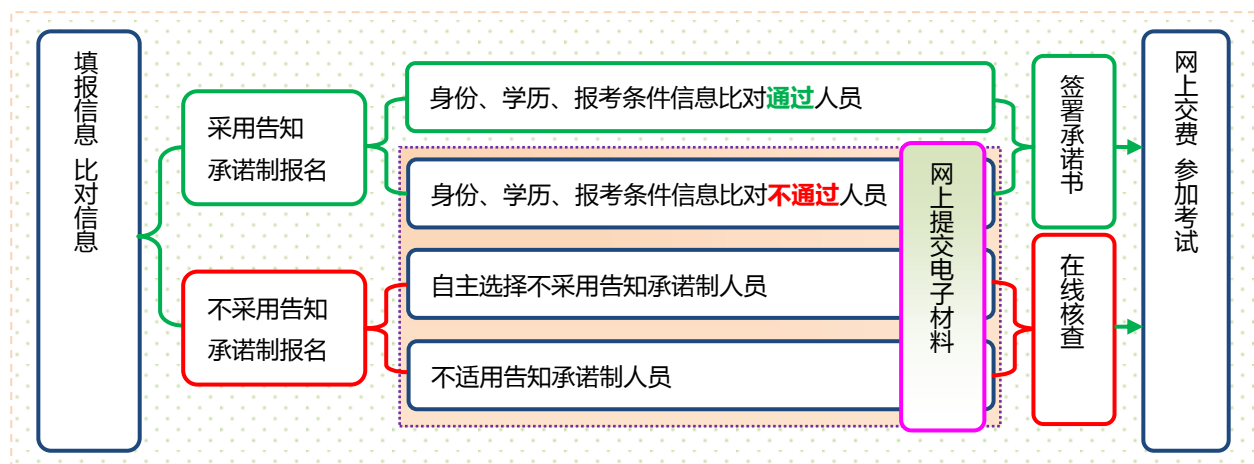 填报信息 比对信息
采用告知
承诺制报名
不采用告知
承诺制报名
身份、学历、报考条件信息比对通过人员
身份、学历、报考条件信息比对不通过人员
自主选择不采用告知承诺制人员
不适用告知承诺制人员
网上提交电子材料
签署承诺书
在线核查
网上交费 参加考试